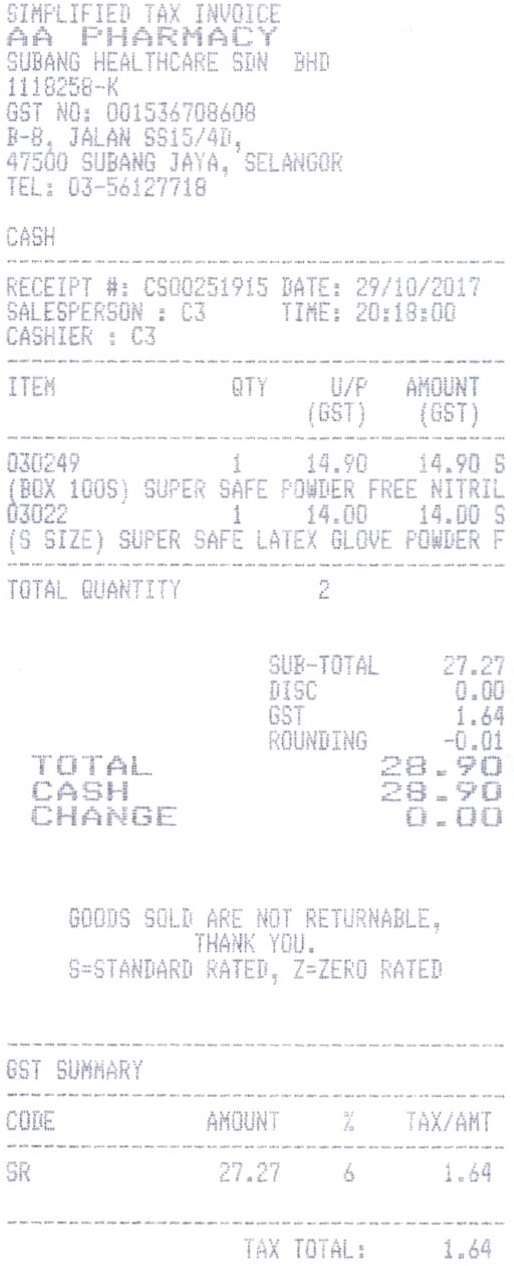 SIMPLIFIED TAX INVOICE
AA PHARMACY
SUBANG HEALTHCARE SDN BHD
1118258-K
GST NO: 001536708608
B-8, JALAN SS15/4D,
47500 SUBANG JAYA, SELANGOR
TEL: 03-56127718
CASH
RECEIPT #: CS00251915 DATE: 29/10/2017
SALESPERSON : C3 TIME: 20:18:00
CASHIER : C3
ITEM QTY U/P AMOUNT
(GST) (GST)
030249 1 14.90 14.90 S
(BOX 100S) SUPER SAFE POWDER FREE NITRIL
03022 1 14.00 14.00 S
(S SIZE) SUPER SAFE LATEX GLOVE POWDER F
TOTAL QUANTITY 2
SUB-TOTAL 27.27
DISC 0.00
GST 1.64
ROUNDING -0.01
TOTAL 28.90
CASH 28.90
CHANGE 0.00
GOODS SOLD ARE NOT RETURNABLE,
THANK YOU.
S=STANDARD RATED, Z=ZERO RATED
GST SUMMARY
CODE AMOUNT % TAX/AMT
SR 27.27 6 1.64
TAX TOTAL: 1.64